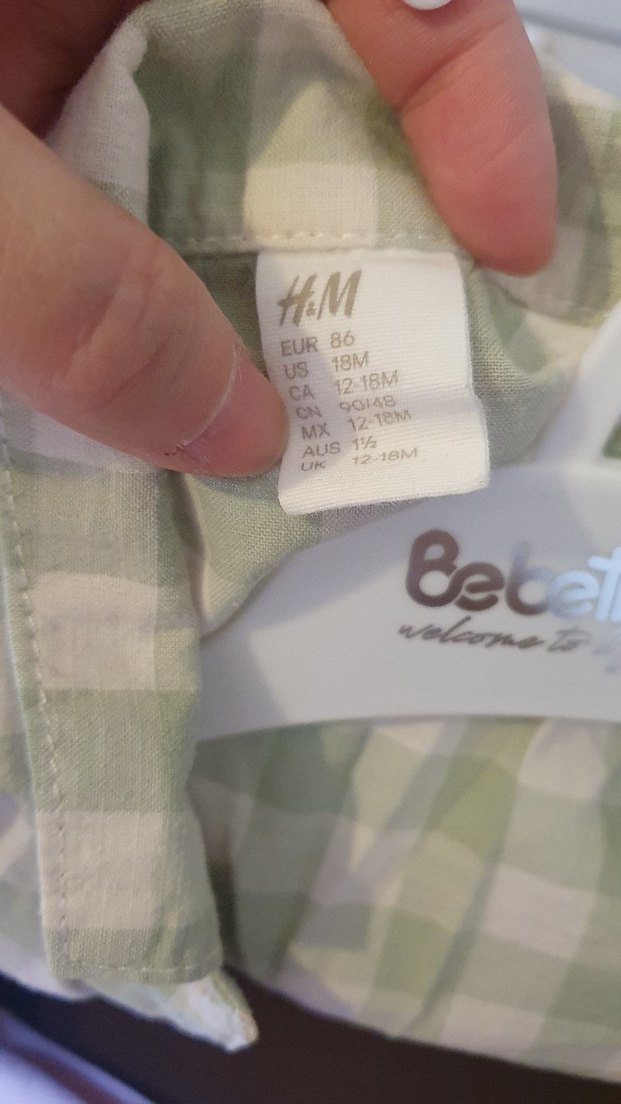 H&M
EUR 86
US 18M
CA 12-18M
CN 90/48
MX 12-18M
AUS 1½
UK 12-18M
welcome to